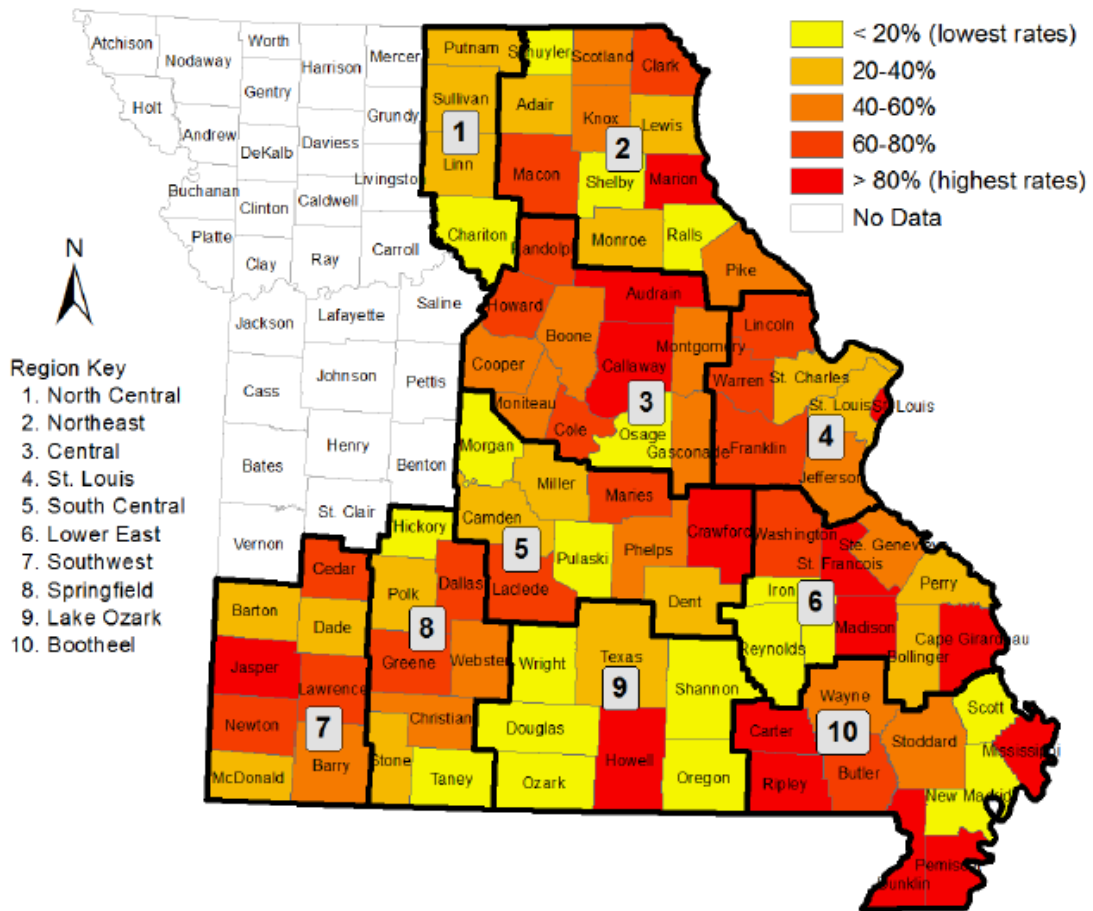 < 20% (lowest rates)
20-40%
40-60%
60-80%
> 80% (highest rates)
No Data
N
Region Key
1. North Central
2. Northeast
3. Central
4. St. Louis
5. South Central
6. Lower East
7. Southwest
8. Springfield
9. Lake Ozark
10. Bootheel
Atchison
Nodaway
Worth
Harrison
Mercer
Putnam
Schuyler
Scotland
Clark
Holt
Gentry
Grundy
Sullivan
Adair
Knox
Lewis
Andrew
DeKalb
Daviess
1
2
Linn
Macon
Shelby
Marion
Buchanan
Clinton
Caldwell
Livingsto
Chariton
Randolph
Monroe
Ralls
Platte
Clay
Ray
Carroll
Pike
Saline
Howard
Audrain
Jackson
Lafayette
Boone
Lincoln
Cooper
Callaway
Montgomery
Cass
Johnson
Pettis
Moniteau
3
Warren
St. Charles
St. Louis
St. Louis
Cole
Osage
Gasconade
Franklin
4
Jefferson
Bates
Henry
Benton
Morgan
Miller
Maries
St. Clair
Camden
Crawford
Washington
Vernon
Hickory
5
Pulaski
Phelps
St. Francois
Ste. Genevieve
Cedar
Polk
Dallas
Laclede
Dent
Iron
6
Perry
Barton
Dade
8
Madison
Cape Girardeau
Bollinger
Jasper
Greene
Webster
Wright
Texas
Reynolds
Lawrence
9
Shannon
Wayne
Scott
Newton
7
Christian
Douglas
Carter
10
Stoddard
Mississippi
McDonald
Barry
Stone
Taney
Ozark
Howell
Oregon
Ripley
Butler
New Madrid
Pemiscot
Dunklin